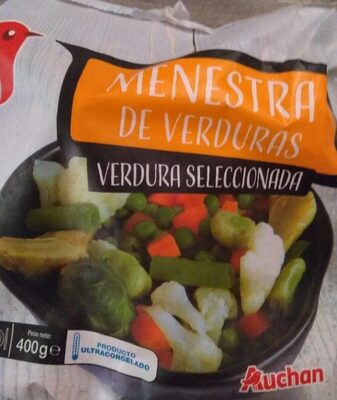 MENESTRA
DE VERDURAS
VERDURA SELECCIONADA
Peso neto:
400g e
PRODUCTO
ULTRACONGELADO
Auchan